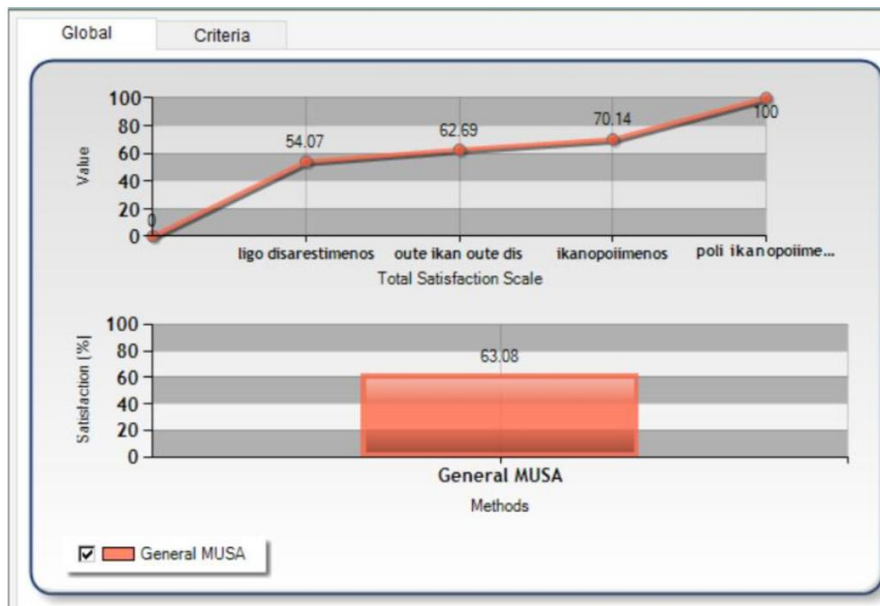 Global Criteria
100
80
60
40
20
0
Value
0
54.07
62.69
70.14
100
ligo disarestimenos oute ikan oute dis ikanopoiimenos poli ikanopoiime...
Total Satisfaction Scale
100
80
60
40
20
0
Satisfaction [%]
63.08
General MUSA
Methods
General MUSA